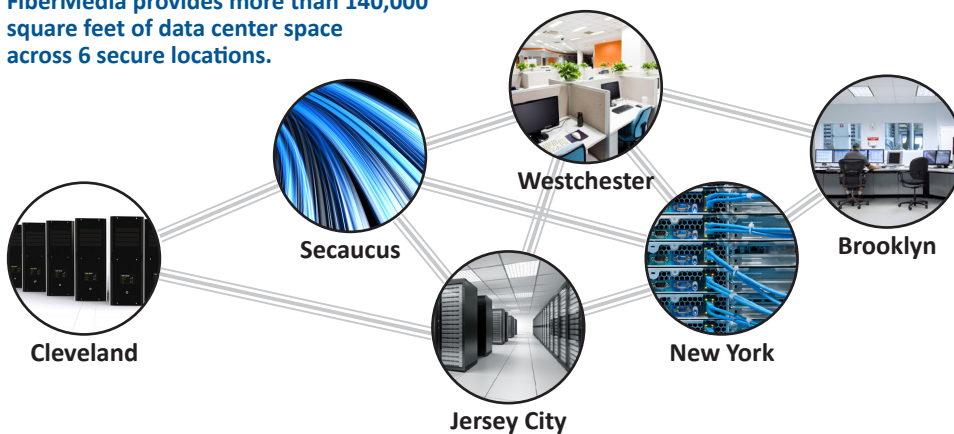 FiberMedia provides more than 140,000
square feet of data center space
across 6 secure locations.
Westchester
Secaucus
Brooklyn
Cleveland
New York
Jersey City